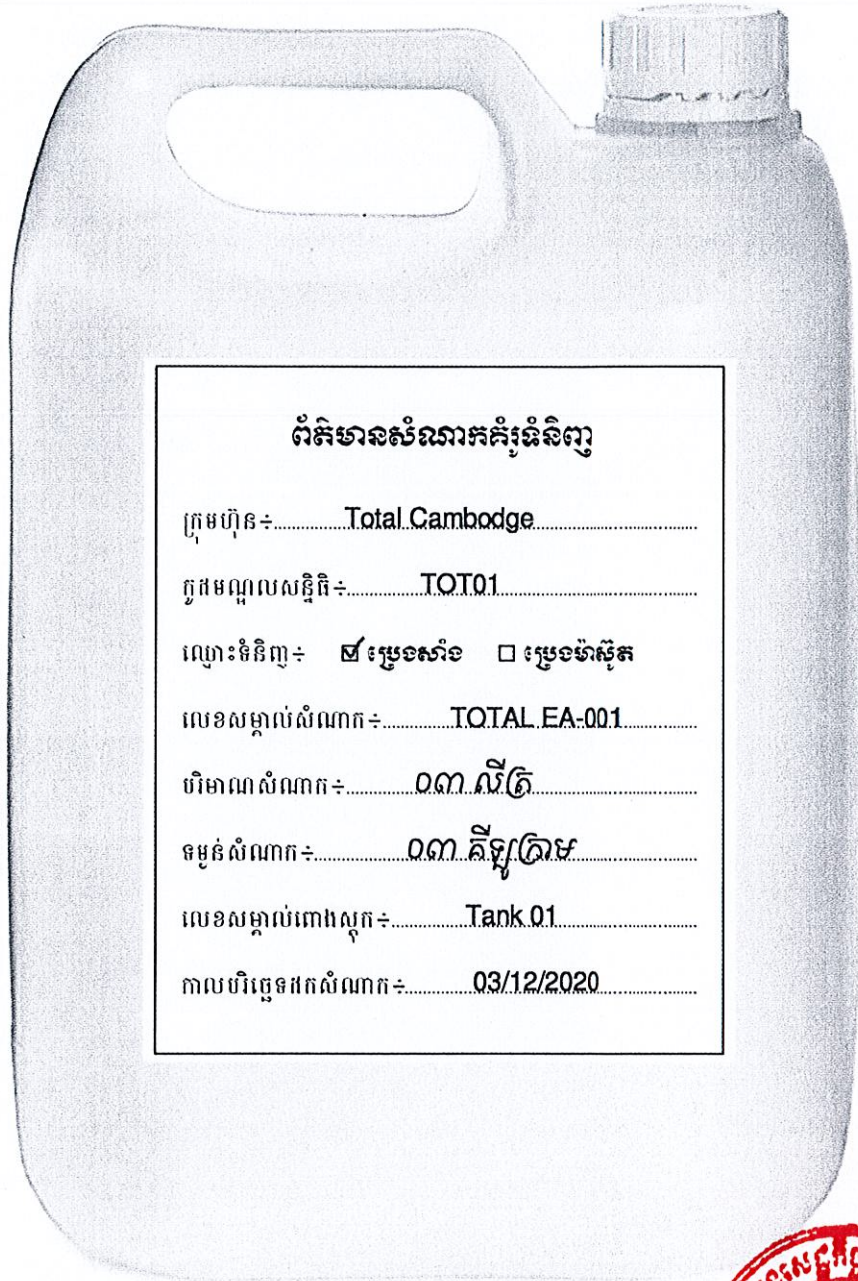 ព័ត៌មានសំណាកគំរូទំនិញ
ក្រុមហ៊ុន÷ Total Cambodge
កូដមណ្ឌលសន្និធិ÷ TOT01
ឈ្មោះទំនិញ÷ ☑ ប្រេងសាំង ☐ ប្រេងម៉ាស៊ូត
លេខសម្គាល់សំណាក÷ TOTAL EA-001
បរិមាណសំណាក÷ ០៣ លីត្រ
ទម្ងន់សំណាក÷ ០៣ គីឡូក្រាម
លេខសម្គាល់ពោងស្តុក÷ Tank 01
កាលបរិច្ឆេទដកសំណាក÷ 03/12/2020